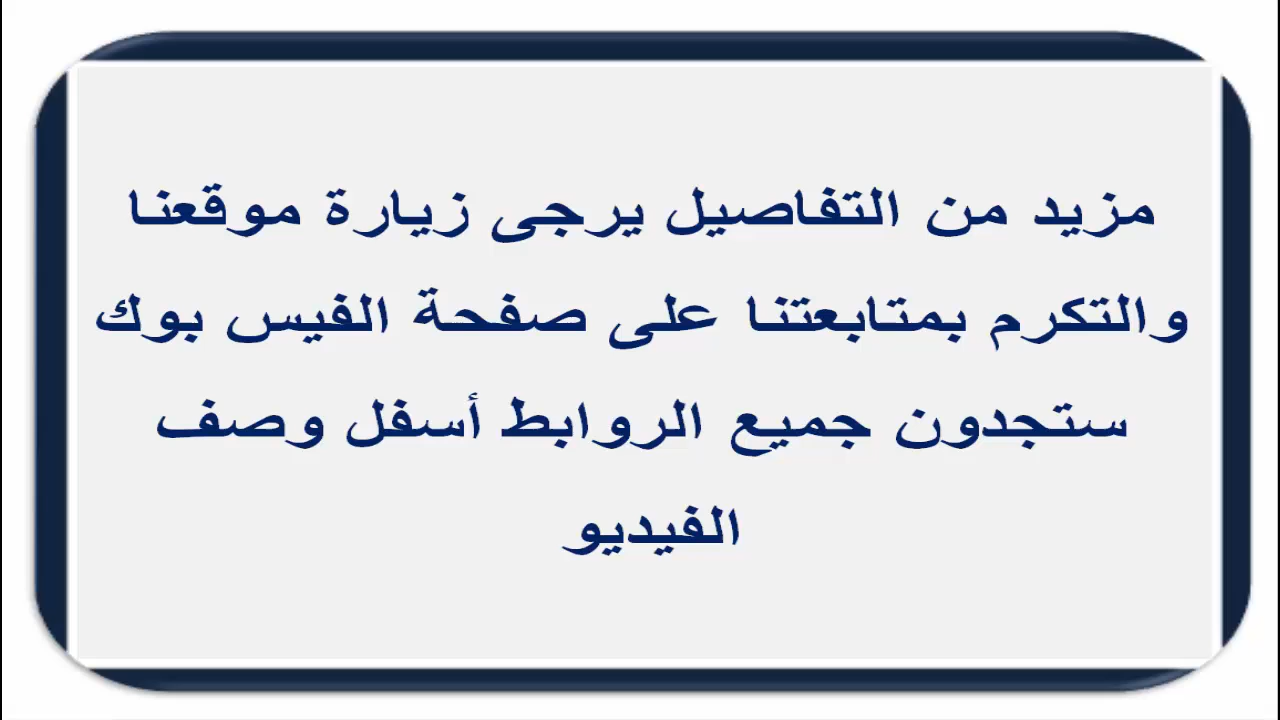 مزيد من التفاصيل يرجى زيارة موقعنا
والتكرم بمتابعتنا على صفحة الفيس بوك
ستجدون جميع الروابط أسفل وصف
الفيديو